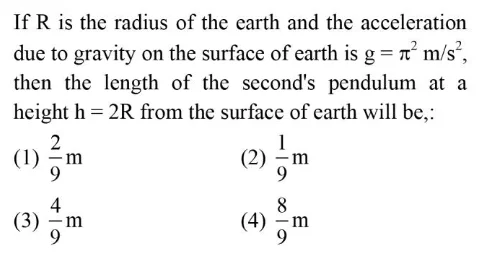 If R is the radius of the earth and the acceleration
due to gravity on the surface of earth is g = π² m/s²,
then the length of the second's pendulum at a
height h = 2R from the surface of earth will be,:
(1) 2/9 m (2) 1/9 m
(3) 4/9 m (4) 8/9 m